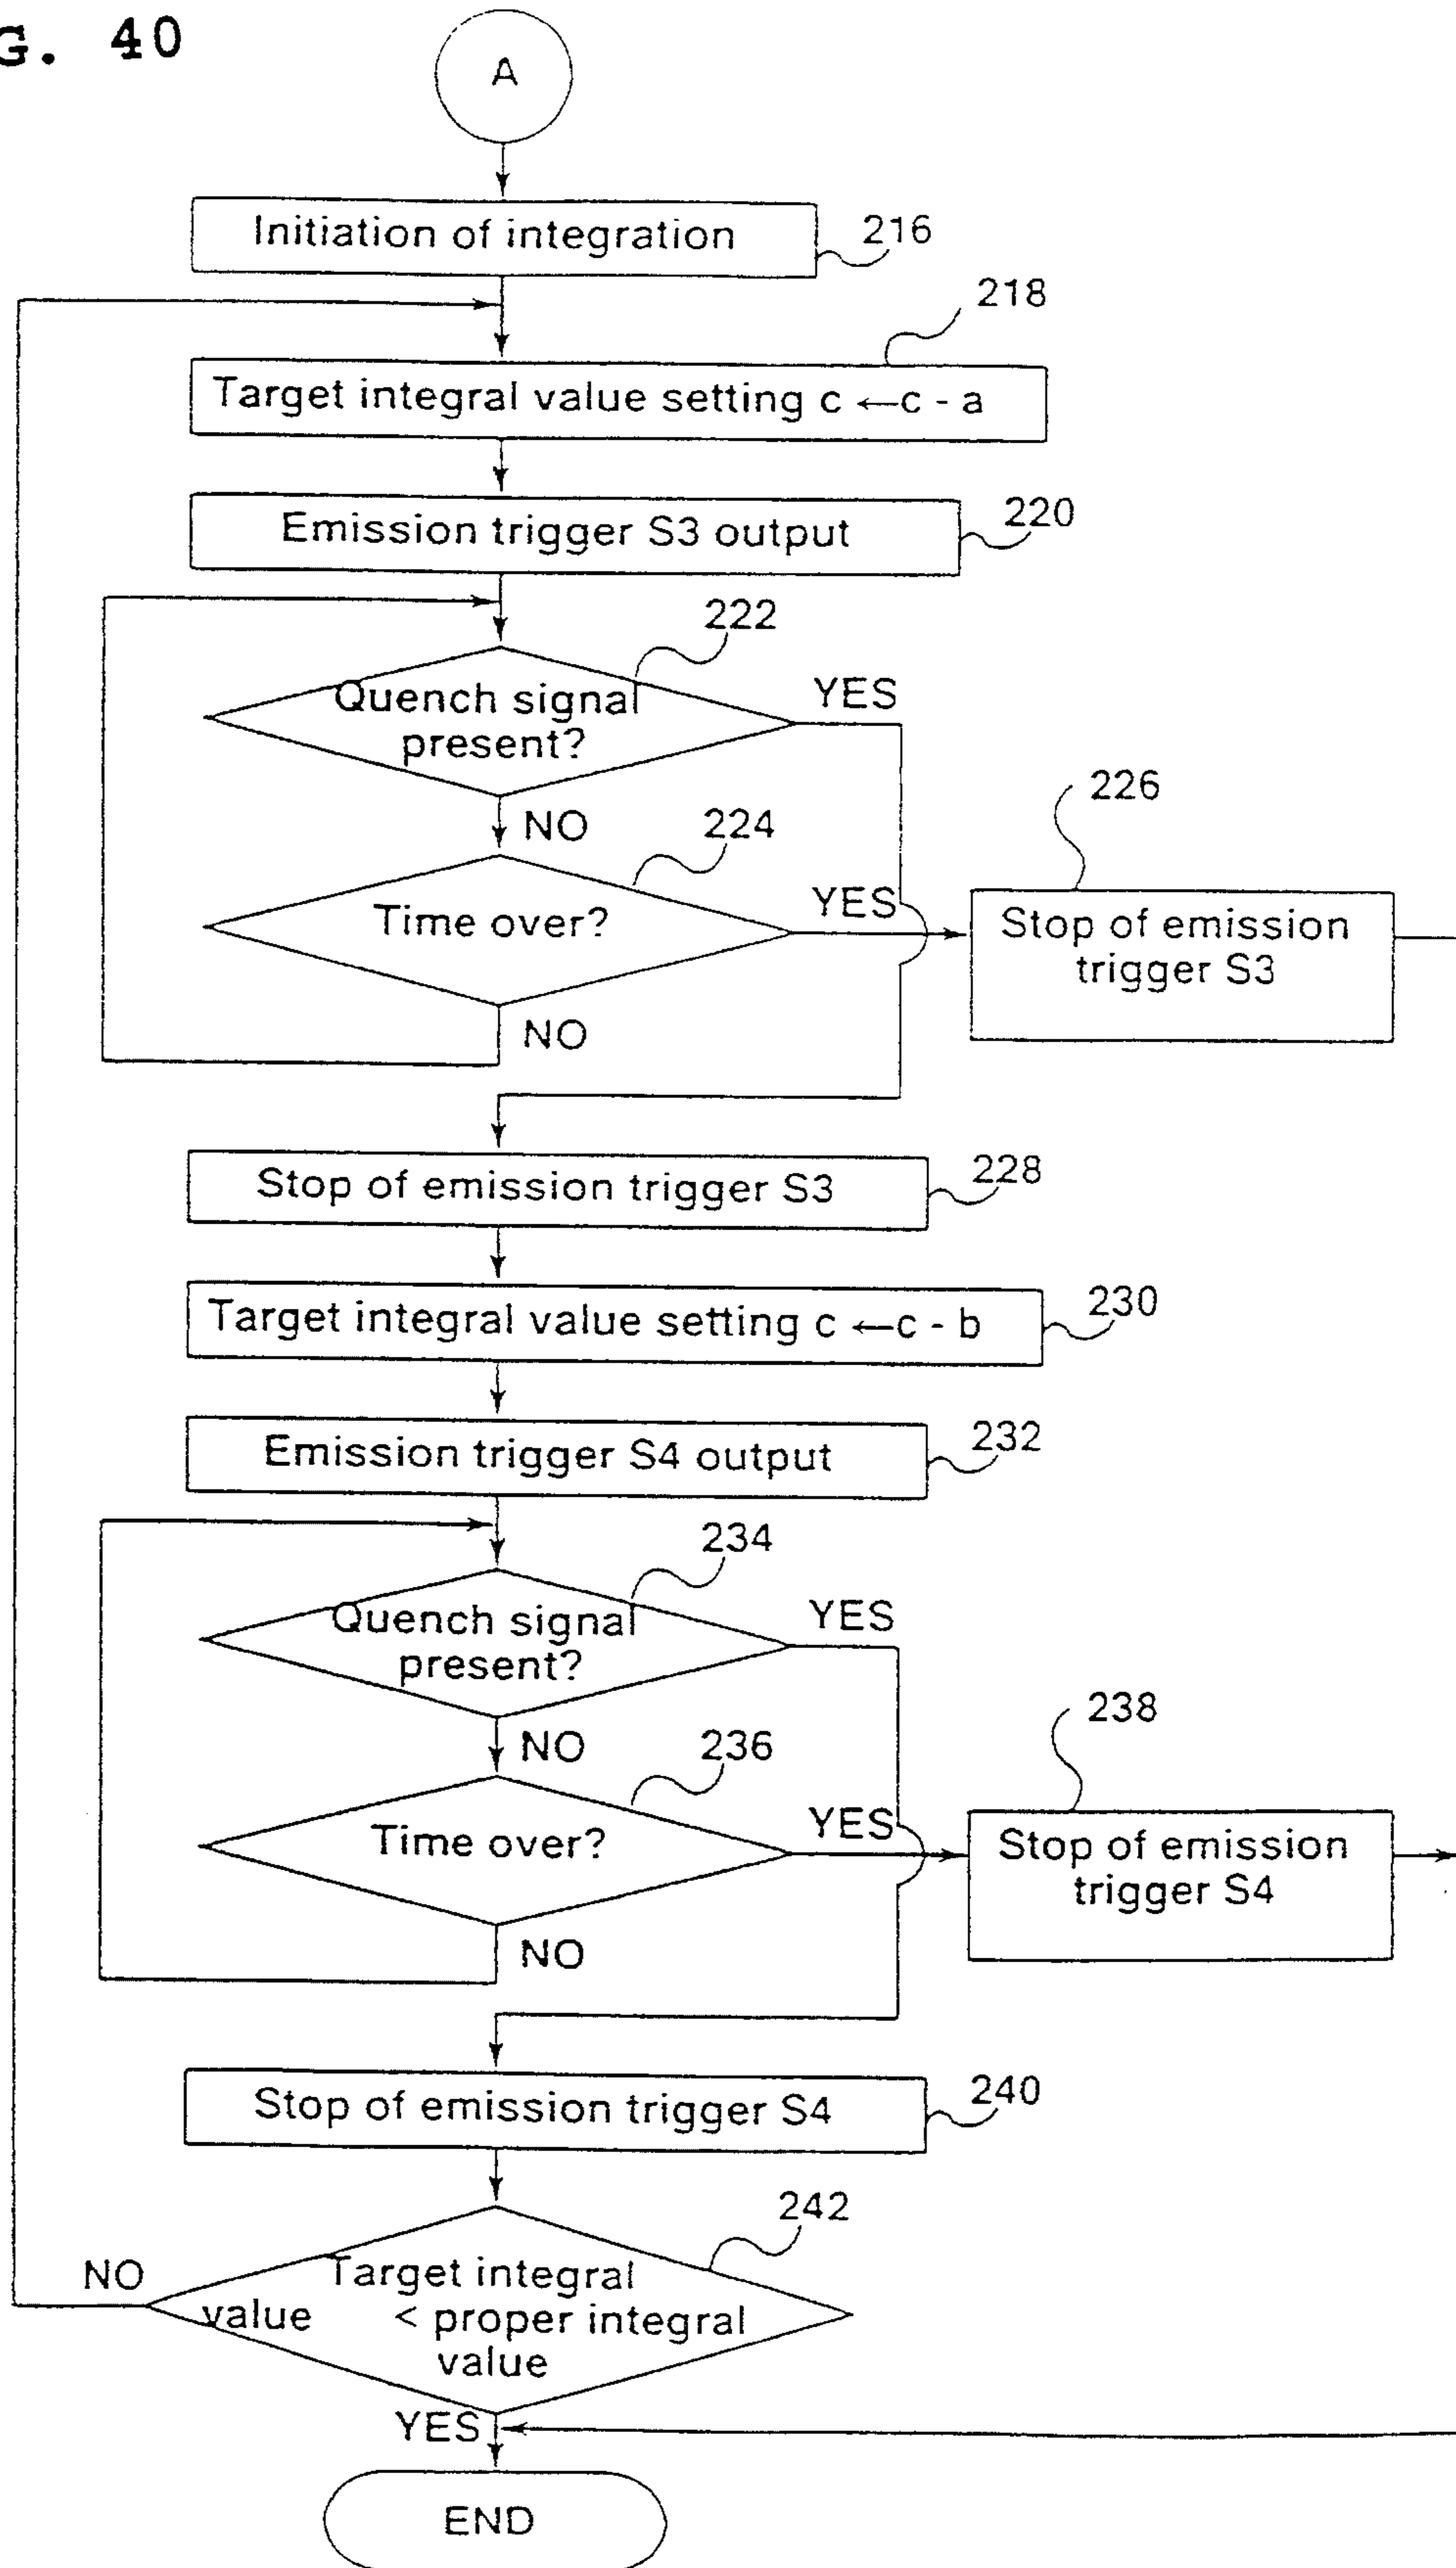 G. 40
A
Initiation of integration
216
218
Target integral value setting c ← c - a
Emission trigger S3 output
220
222
Quench signal
present?
YES
NO
224
226
Time over?
YES
Stop of emission
trigger S3
NO
Stop of emission trigger S3
228
Target integral value setting c ← c - b
230
Emission trigger S4 output
232
234
Quench signal
present?
YES
NO
236
238
Time over?
YES
Stop of emission
trigger S4
NO
Stop of emission trigger S4
240
242
NO
Target integral
value < proper integral
value
YES
END